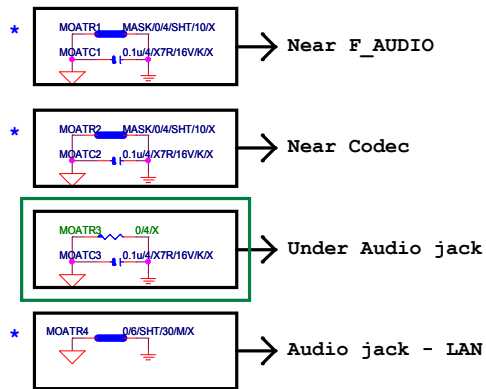 * MOATR1 MASK/0/4/SHT/10/X
MOATC1 0.1u/4/X7R/16V/K/X
Near F_AUDIO
* MOATR2 MASK/0/4/SHT/10/X
MOATC2 0.1u/4/X7R/16V/K/X
Near Codec
MOATR3 0/4/X
MOATC3 0.1u/4/X7R/16V/K/X
Under Audio jack
* MOATR4 0/6/SHT/30/M/X
Audio jack - LAN